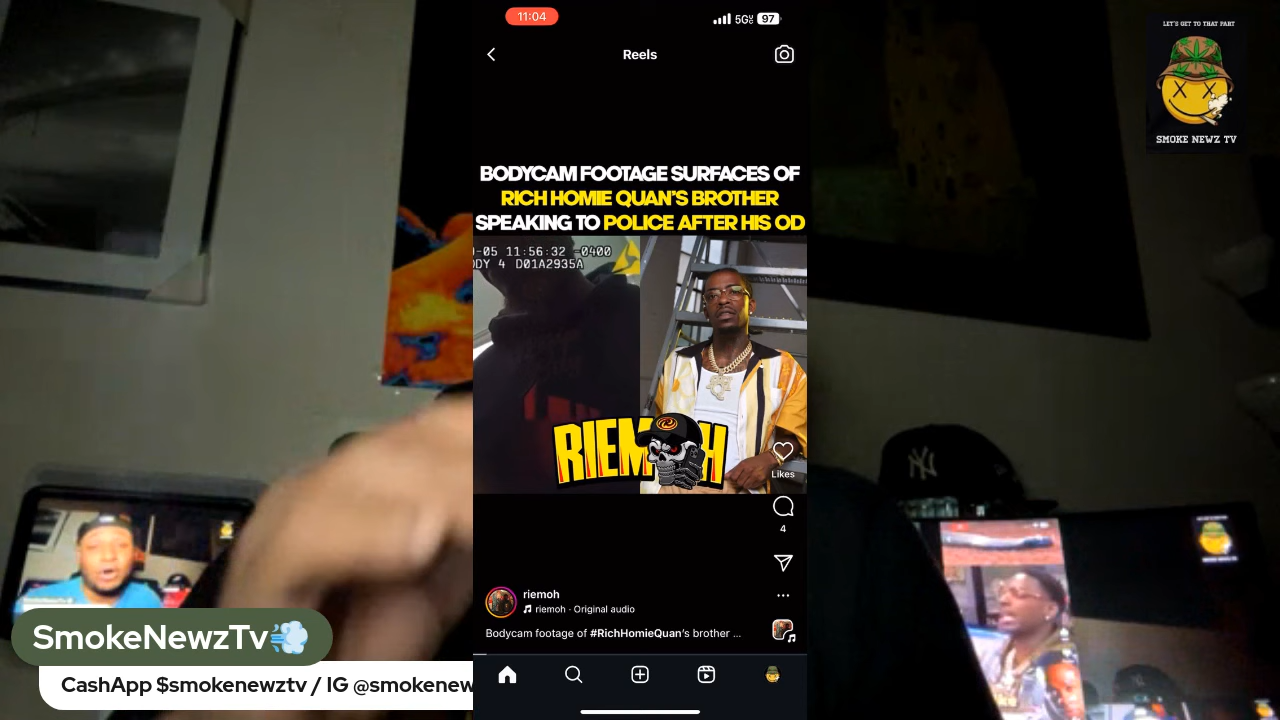 LET'S GET TO THAT PART
SMOKE NEWZ TV
11:04
5G
97
Reels
BODYCAM FOOTAGE SURFACES OF
RICH HOMIE QUAN'S BROTHER
SPEAKING TO POLICE AFTER HIS OD
-05 11:56:32 -0400
DY 4 D01A2935A
RIEMOH
Likes
4
riemoh
riemoh · Original audio
Bodycam footage of #RichHomieQuan's brother ...
SmokeNewzTv💨
CashApp $smokenewztv / IG @smokenew